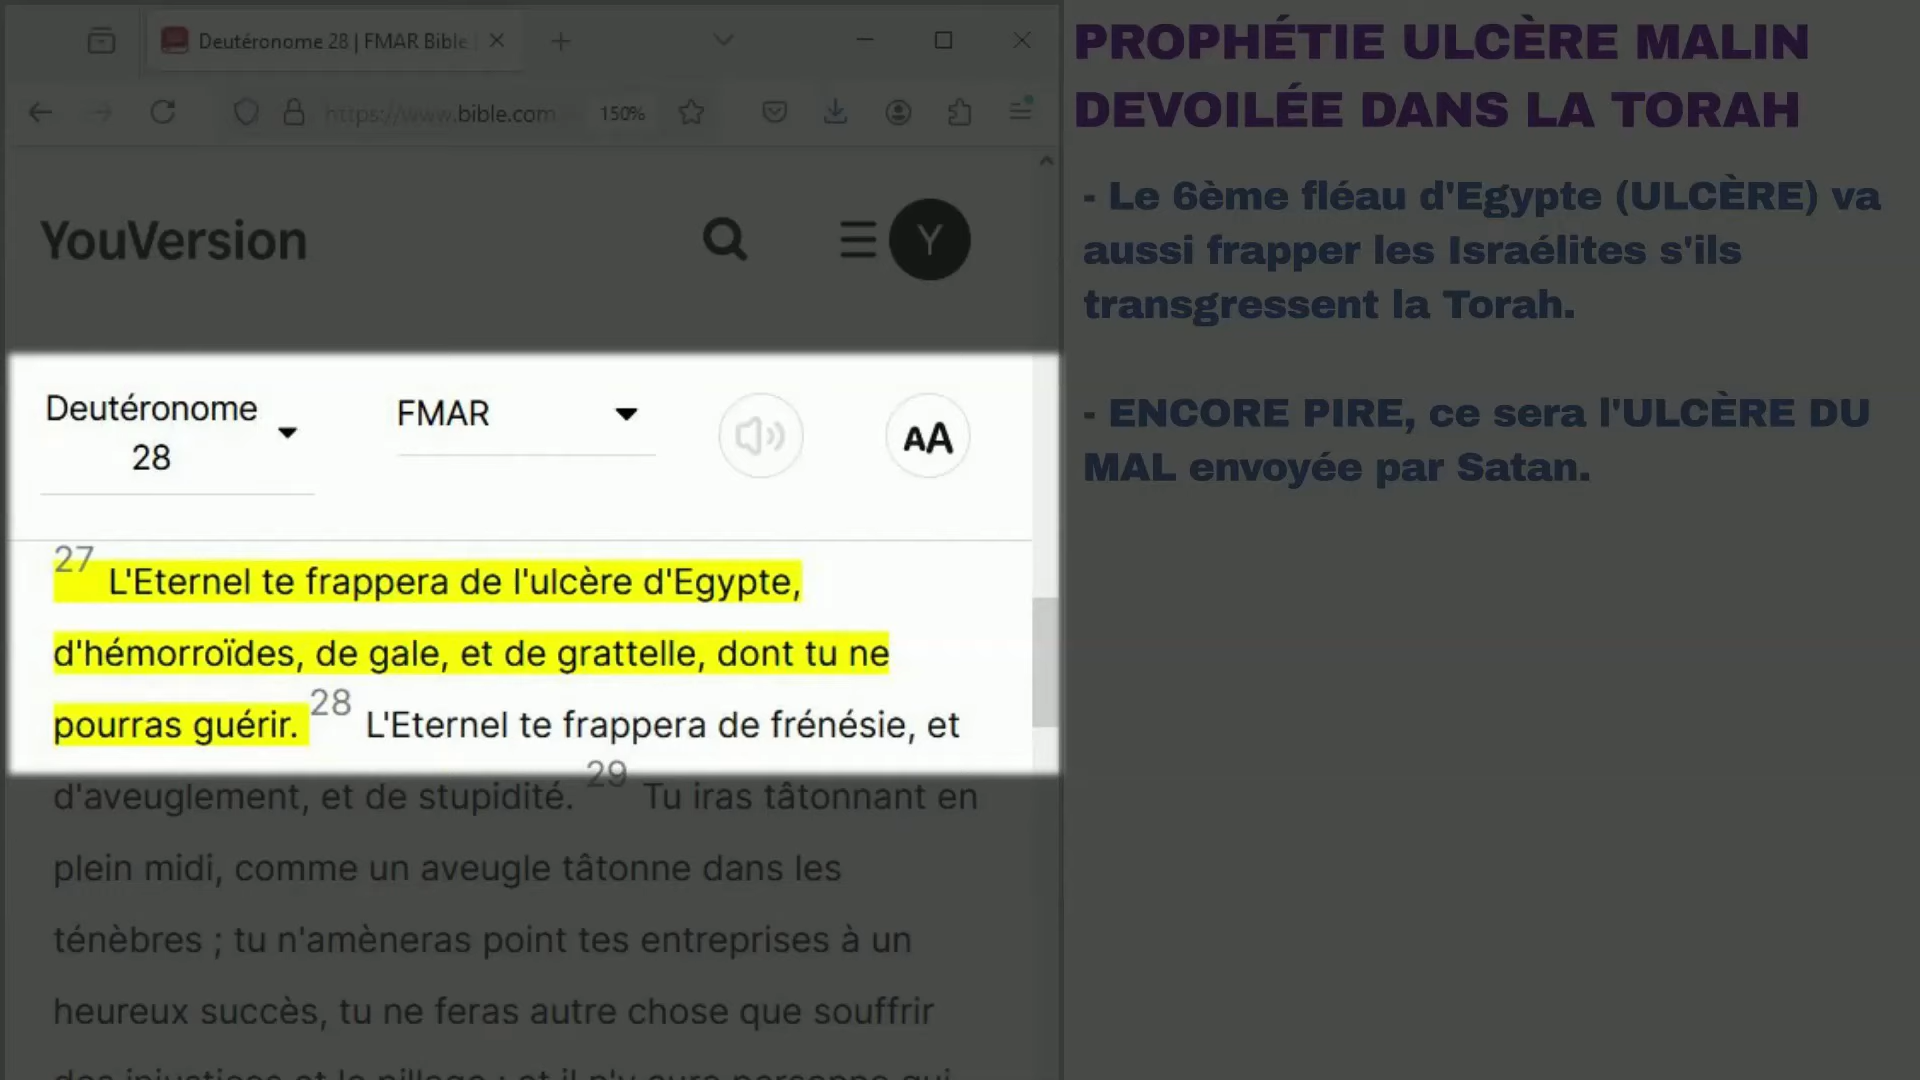 Deutéronome 28 | FMAR Bible
https://www.bible.com
150%
YouVersion
Y
Deutéronome
28
FMAR
AA
27 L'Eternel te frappera de l'ulcère d'Egypte,
d'hémorroïdes, de gale, et de grattelle, dont tu ne
pourras guérir. 28 L'Eternel te frappera de frénésie, et
d'aveuglement, et de stupidité. 29 Tu iras tâtonnant en
plein midi, comme un aveugle tâtonne dans les
ténèbres ; tu n'amèneras point tes entreprises à un
heureux succès, tu ne feras autre chose que souffrir
PROPHÉTIE ULCÈRE MALIN
DEVOILÉE DANS LA TORAH
- Le 6ème fléau d'Egypte (ULCÈRE) va
aussi frapper les Israélites s'ils
transgressent la Torah.
- ENCORE PIRE, ce sera l'ULCÈRE DU
MAL envoyée par Satan.